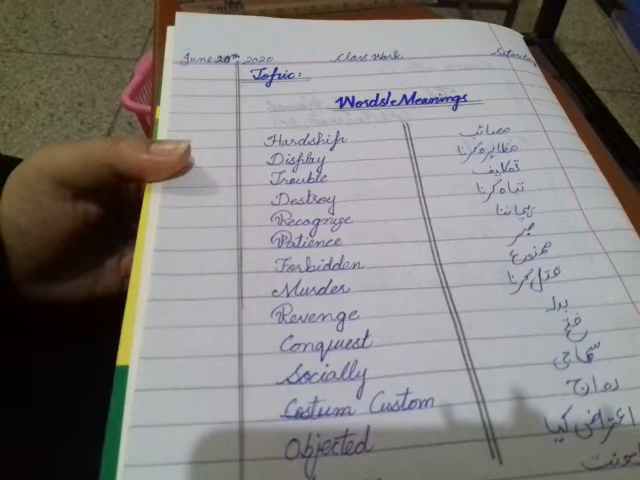 June 20th 2020 Class Work Saturday
Topic:
Words & Meanings
Hardship مصائب
Display مظاہرہ کرنا
Trouble تکلیف
Destroy تباہ کرنا
Recognize پہچاننا
Patience صبر
Forbidden ممنوع
Murder قتل کرنا
Revenge بدلہ
Conquest فتح
Socially سماجی
Costum Custom رواج
Objected اعتراض کیا